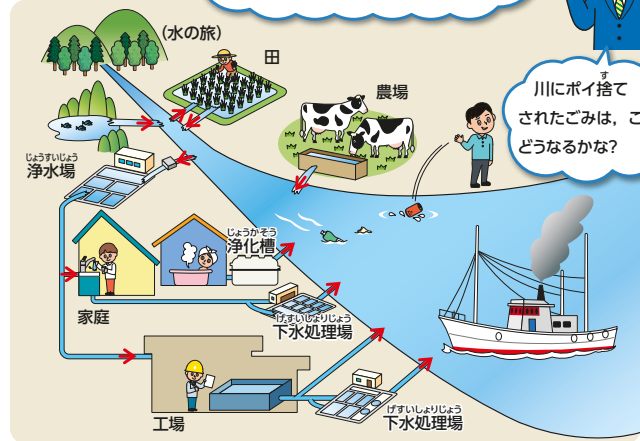 (水の旅)
田
農場
川にポイ捨て
す
されたごみは，こ
どうなるかな?
じょうすいじょう
浄水場
じょうかそう
浄化槽
家庭
げすいしょりじょう
下水処理場
工場
げすいしょりじょう
下水処理場